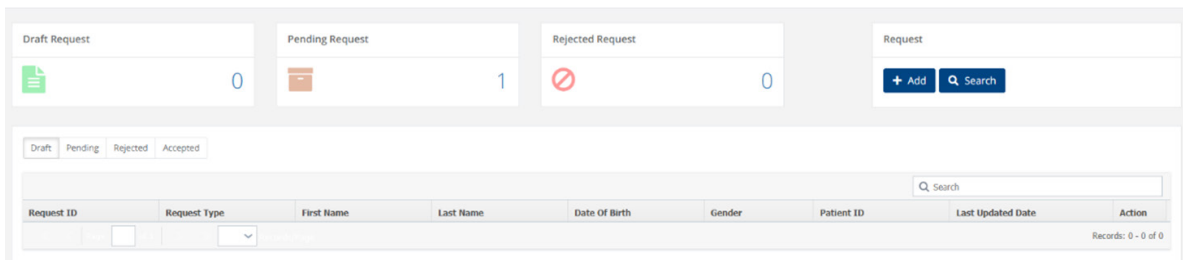 Draft Request
0
Pending Request
1
Rejected Request
0
Request
+ Add
Search
Draft Pending Rejected Accepted
Search
Request ID Request Type First Name Last Name Date Of Birth Gender Patient ID Last Updated Date Action
Records: 0 - 0 of 0